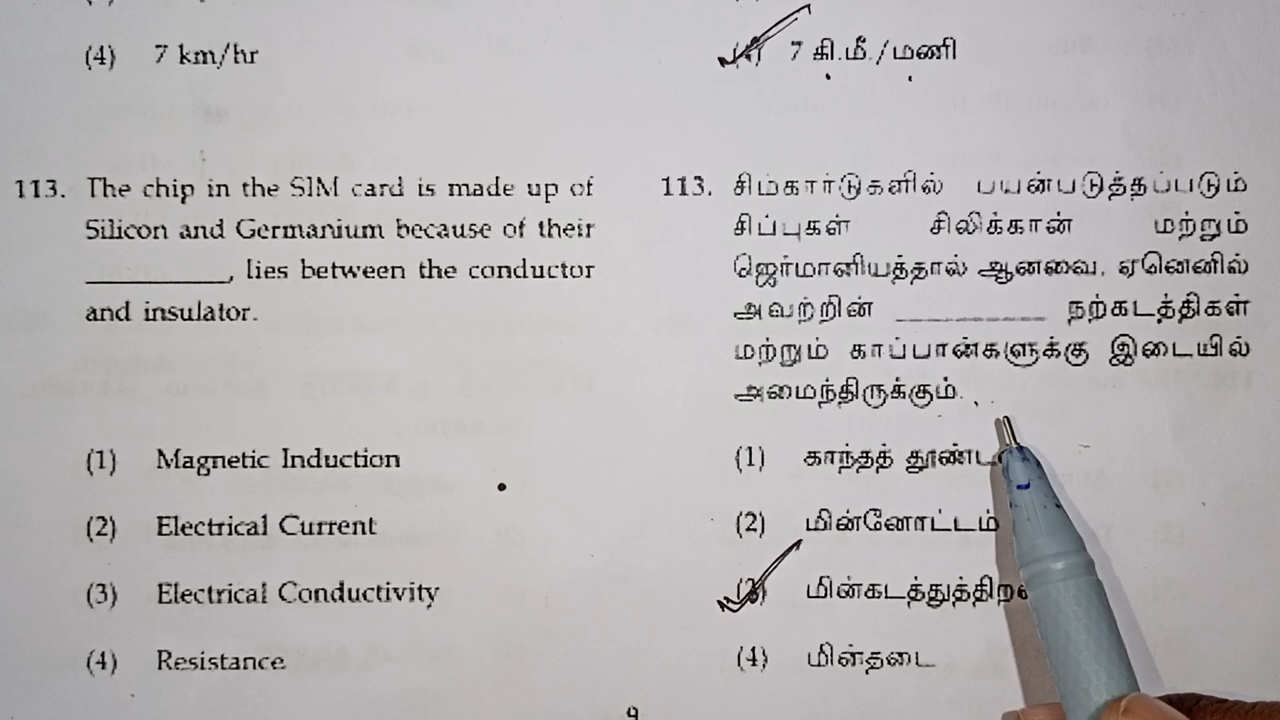 (4) 7 km/hr
7 கி.மீ./மணி
113. The chip in the SIM card is made up of
Silicon and Germanium because of their
__________, lies between the conductor
and insulator.
(1) Magnetic Induction
(2) Electrical Current
(3) Electrical Conductivity
(4) Resistance
113. சிம்கார்டுகளில் பயன்படுத்தப்படும்
சிப்புகள் சிலிக்கான் மற்றும்
ஜெர்மானியத்தால் ஆனவை. ஏனெனில்
அவற்றின் __________ நற்கடத்திகள்
மற்றும் காப்பான்களுக்கு இடையில்
அமைந்திருக்கும்.
(1) காந்தத்
(2) மின்னோட்டம்
(3)
(4) மின்தடை
9